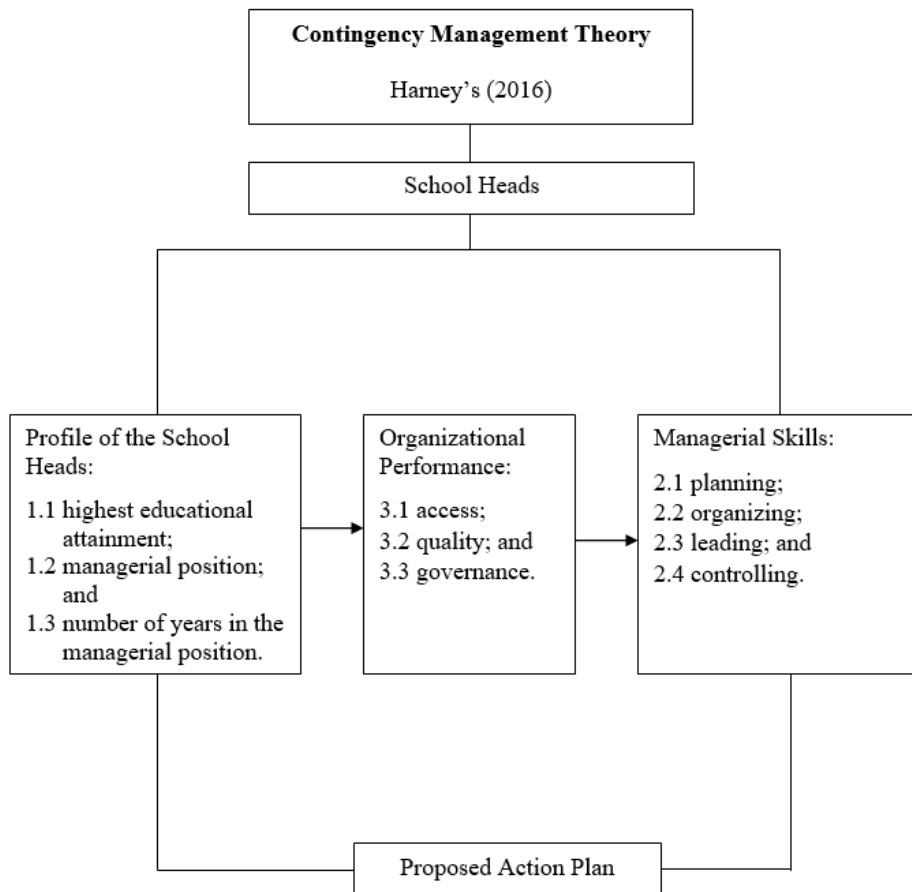 Contingency Management Theory
Harney’s (2016)
School Heads
Profile of the School
Heads:
1.1 highest educational
attainment;
1.2 managerial position;
and
1.3 number of years in the
managerial position.
Organizational
Performance:
3.1 access;
3.2 quality; and
3.3 governance.
Managerial Skills:
2.1 planning;
2.2 organizing;
2.3 leading; and
2.4 controlling.
Proposed Action Plan